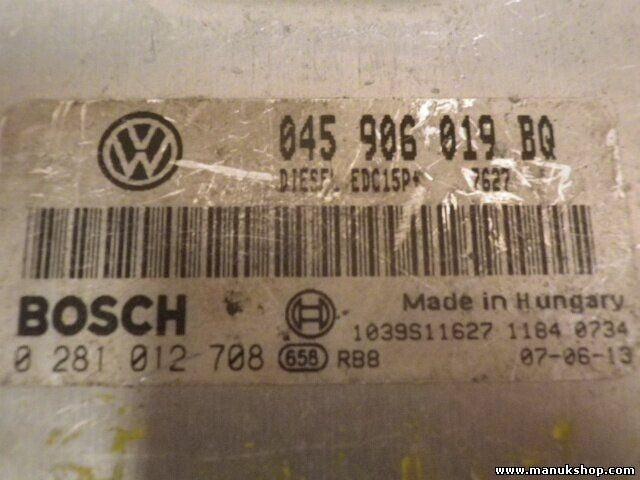 045 906 019 BQ
DIESEL EDC15P+ 7627
BOSCH
Made in Hungary
1039S11627 1184 0734
0 281 012 708 658 RBB 07-06-13
www.manukshop.com